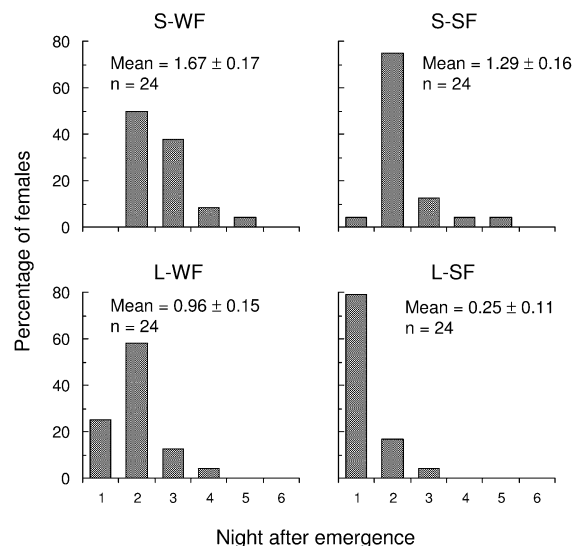 S-WF
S-SF
80
60
40
20
0
Mean = 1.67 ± 0.17
n = 24
Mean = 1.29 ± 0.16
n = 24
Percentage of females
L-WF
L-SF
80
60
40
20
0
Mean = 0.96 ± 0.15
n = 24
Mean = 0.25 ± 0.11
n = 24
1 2 3 4 5 6
1 2 3 4 5 6
Night after emergence